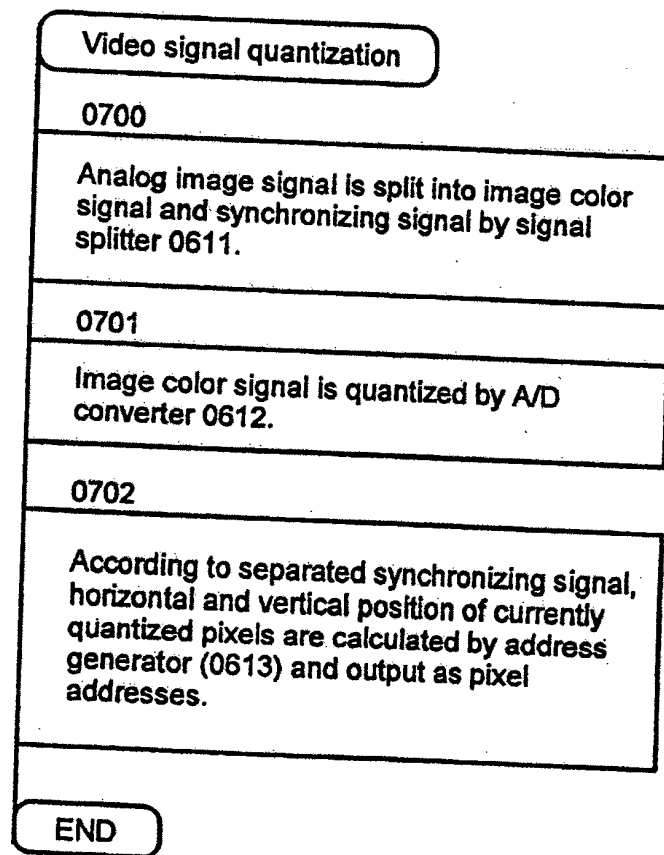 Video signal quantization
0700
Analog image signal is split into image color
signal and synchronizing signal by signal
splitter 0611.
0701
Image color signal is quantized by A/D
converter 0612.
0702
According to separated synchronizing signal,
horizontal and vertical position of currently
quantized pixels are calculated by address
generator (0613) and output as pixel
addresses.
END